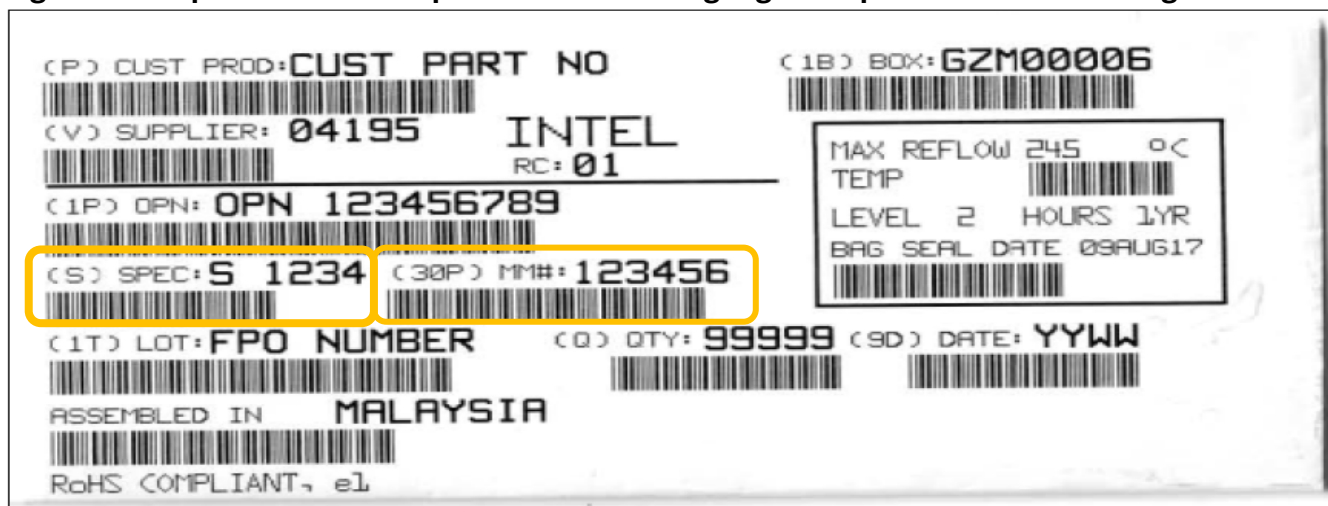 (P) CUST PROD:CUST PART NO
(1B) BOX:GZM00006
(V) SUPPLIER: 04195 INTEL
RC: 01
MAX REFLOW 245 °C
TEMP
LEVEL 2 HOURS 1YR
BAG SEAL DATE 09AUG17
(1P) OPN: OPN 123456789
(S) SPEC:S 1234 (30P) MM#:123456
(1T) LOT:FPO NUMBER (Q) QTY: 99999 (9D) DATE: YYWW
ASSEMBLED IN MALAYSIA
RoHS COMPLIANT, e1